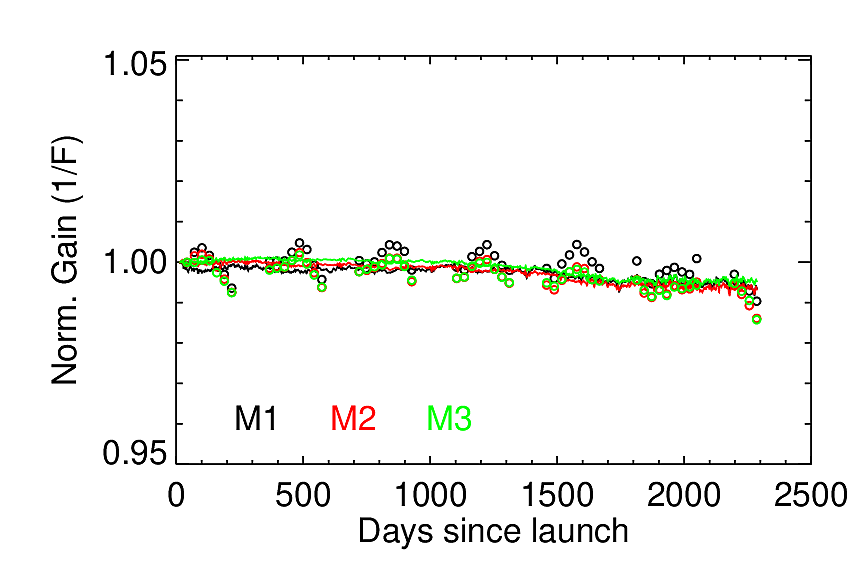 1.05
1.00
0.95
Norm. Gain (1/F)
M1 M2 M3
0 500 1000 1500 2000 2500
Days since launch